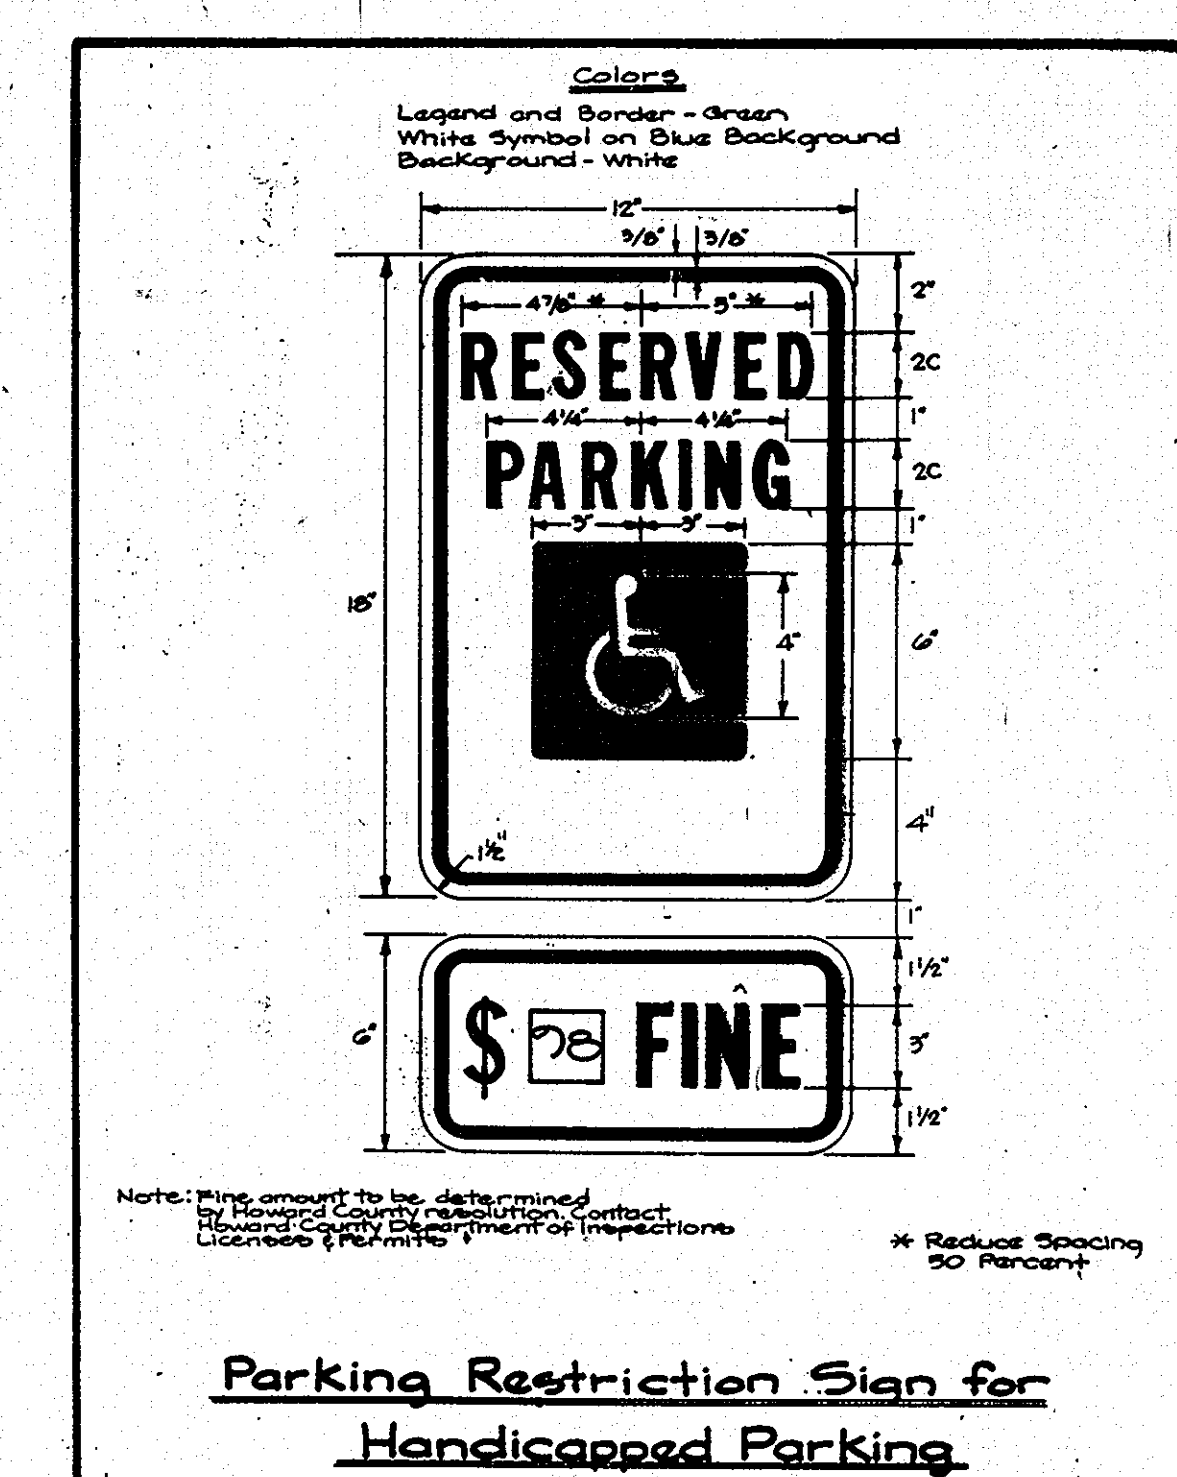 Colors
Legend and Border - Green
White Symbol on Blue Background
Background - White
12"
3/8" 3/8"
4 7/8" * 5" *
2"
RESERVED
2C
4 1/4" 4 1/4"
1"
PARKING
2C
3" 3"
1"
18"
4"
6"
1 1/2"
4"
1"
1 1/2"
6"
$ 98 FINE
3"
1 1/2"
Note: Fine amount to be determined
by Howard County resolution. Contact
Howard County Department of Inspections
Licenses & Permits
* Reduce Spacing
50 Percent
Parking Restriction Sign for
Handicapped Parking